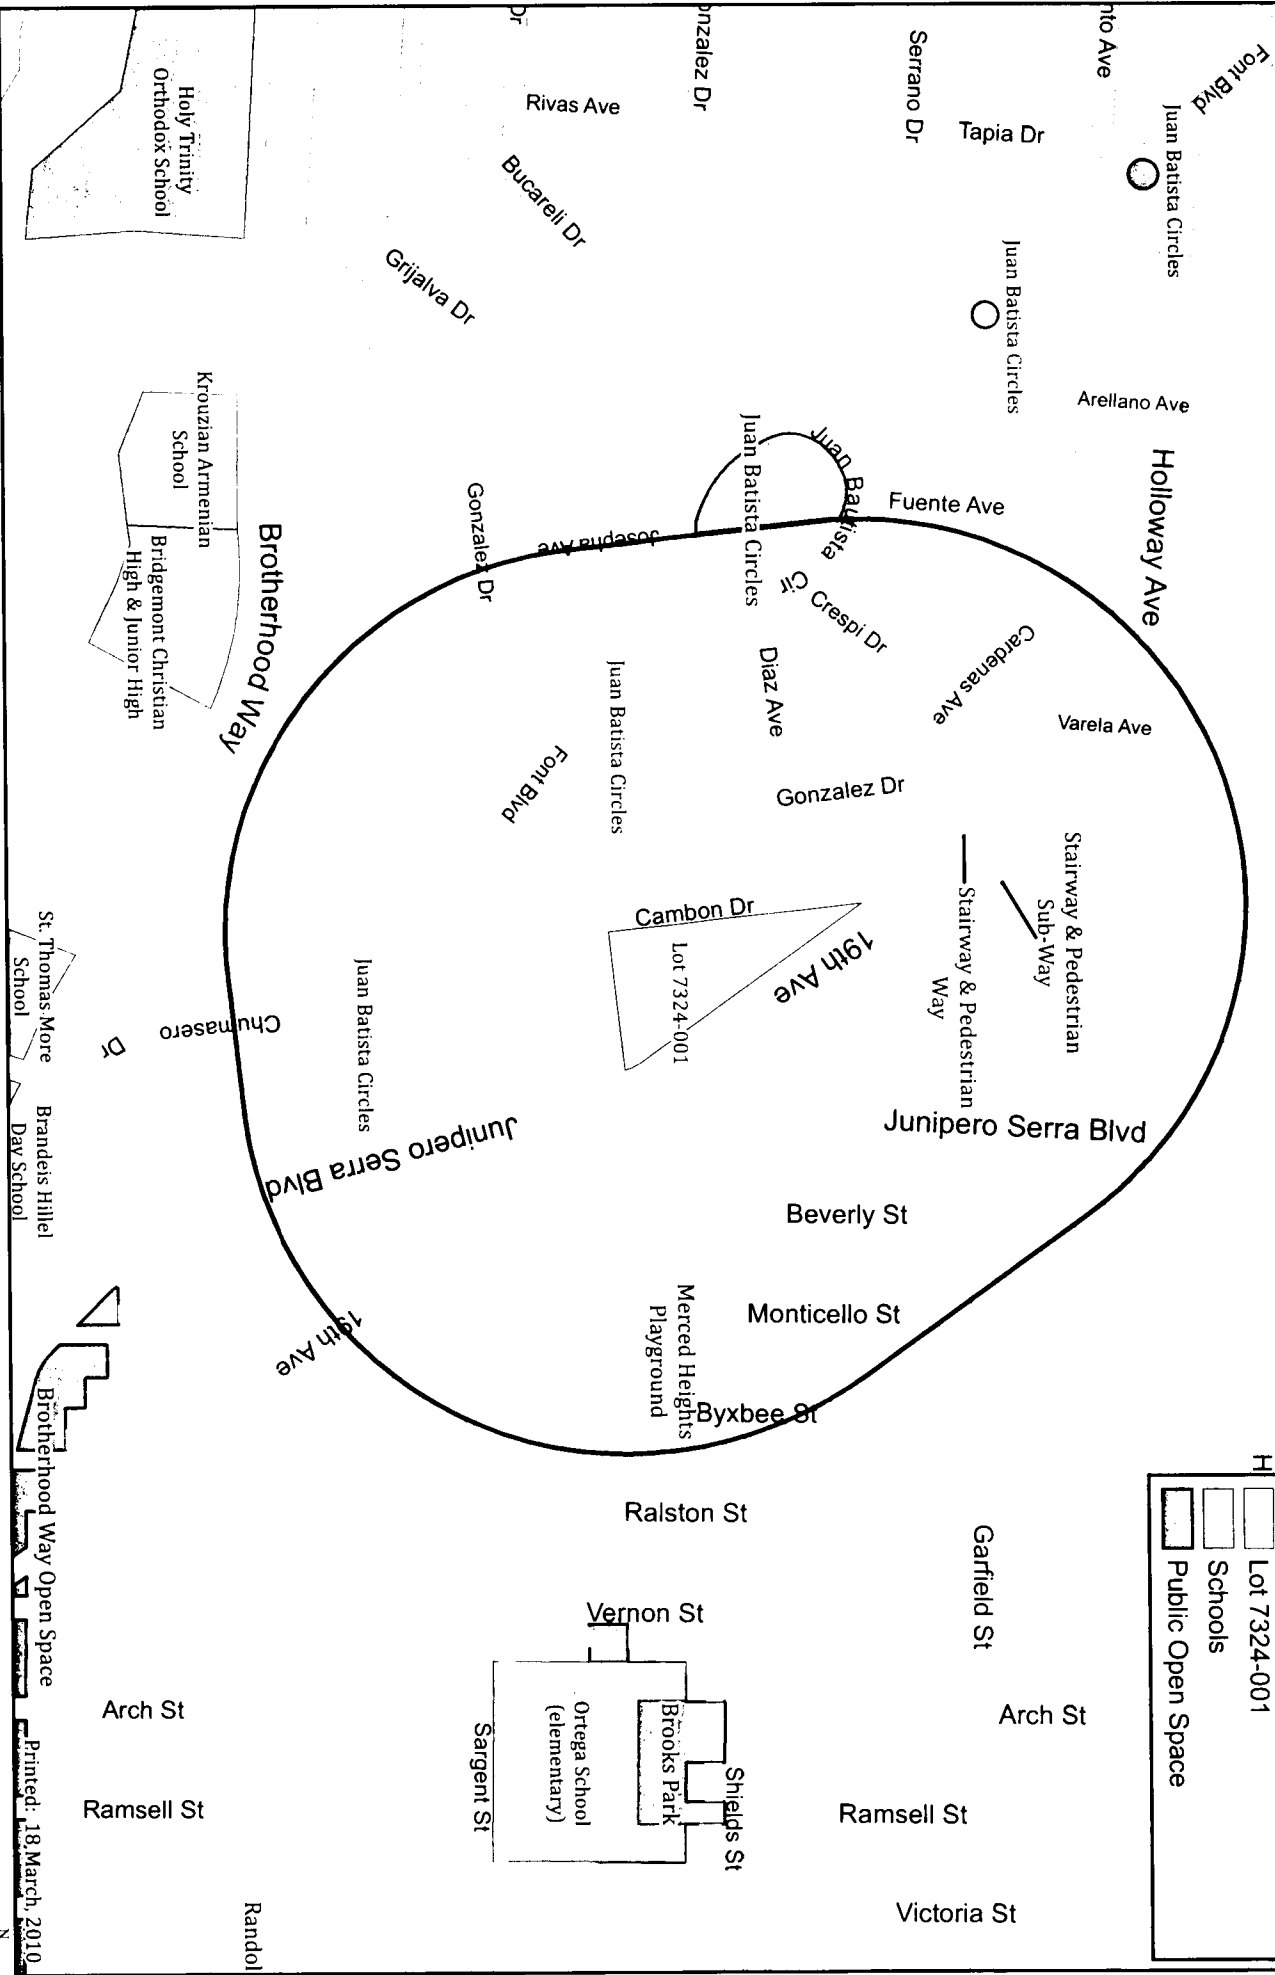 Font Blvd
nto Ave
Juan Batista Circles
Serrano Dr
Tapia Dr
onzalez Dr
Dr
Rivas Ave
Bucareli Dr
Grijalva Dr
Holy Trinity
Orthodox School
Juan Batista Circles
Arellano Ave
Holloway Ave
Fuente Ave
Juan Bautista
Cir
Juan Batista Circles
Josepha Ave
Gonzalez Dr
Krouzian Armenian
School
Bridgemont Christian
High & Junior High
Brotherhood Way
Crespi Dr
Cardenas Ave
Varela Ave
Diaz Ave
Gonzalez Dr
Juan Batista Circles
Font Blvd
Stairway & Pedestrian
Sub-Way
Stairway & Pedestrian
Way
Cambon Dr
19th Ave
Lot 7324-001
Juan Batista Circles
Chumasero
Dr
St. Thomas More
School
Brandeis Hillel
Day School
Junipero Serra Blvd
Junipero Serra Blvd
Beverly St
Monticello St
Merced Heights
Playground
Byxbee St
19th Ave
Brotherhood Way Open Space
Ralston St
Garfield St
Vernon St
Arch St
Arch St
Brooks Park
Ortega School
(elementary)
Shields St
Sargent St
Ramsell St
Ramsell St
Victoria St
Randol
H
Lot 7324-001
Schools
Public Open Space
Printed: 18 March, 2010
N